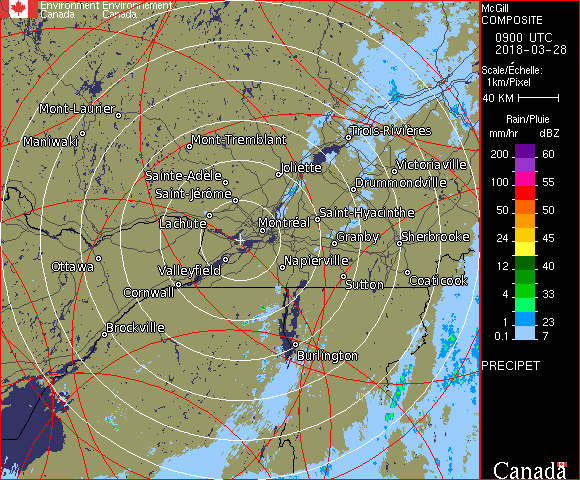 Environment Environnement
Canada Canada
McGill
COMPOSITE
0900 UTC
2018-03-28
Scale/Échelle:
1km/Pixel
40 KM
Rain/Pluie
mm/hr dBZ
200 60
100 55
50 50
24 45
12 40
4 33
1 23
0.1 7
PRECIPET
Canada
Mont-Laurier
Maniwaki
Mont-Tremblant
Trois-Rivières
Joliette
Victoriaville
Sainte-Adèle
Drummondville
Saint-Jérôme
Saint-Hyacinthe
Lachute
Montréal
Granby
Sherbrooke
Ottawa
Valleyfield
Napierville
Cornwall
Sutton
Coaticook
Brockville
Burlington